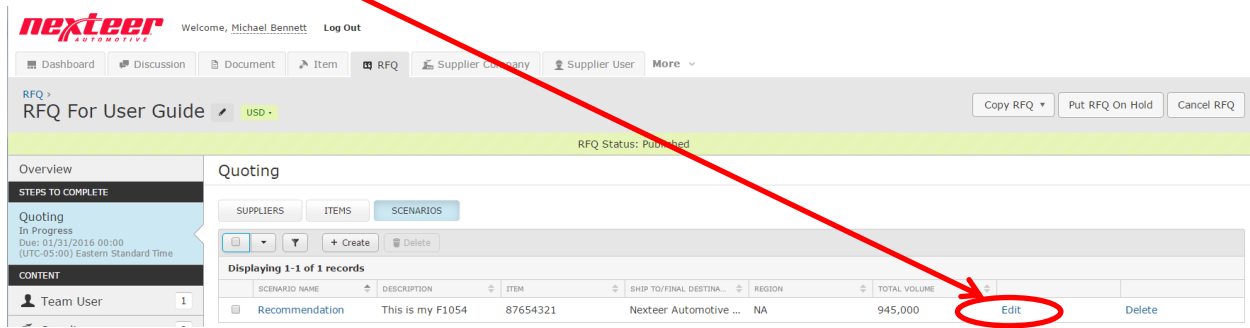 nexteer
AUTOMOTIVE
Welcome, Michael Bennett Log Out
Dashboard Discussion Document Item RFQ Supplier Company Supplier User More
RFQ ›
RFQ For User Guide USD
Copy RFQ Put RFQ On Hold Cancel RFQ
RFQ Status: Published
Overview
STEPS TO COMPLETE
Quoting
In Progress
Due: 01/31/2016 00:00
(UTC-05:00) Eastern Standard Time
CONTENT
Team User 1
Quoting
SUPPLIERS ITEMS SCENARIOS
+ Create Delete
Displaying 1-1 of 1 records
SCENARIO NAME DESCRIPTION ITEM SHIP TO/FINAL DESTINA... REGION TOTAL VOLUME
Recommendation This is my F1054 87654321 Nexteer Automotive ... NA 945,000 Edit Delete